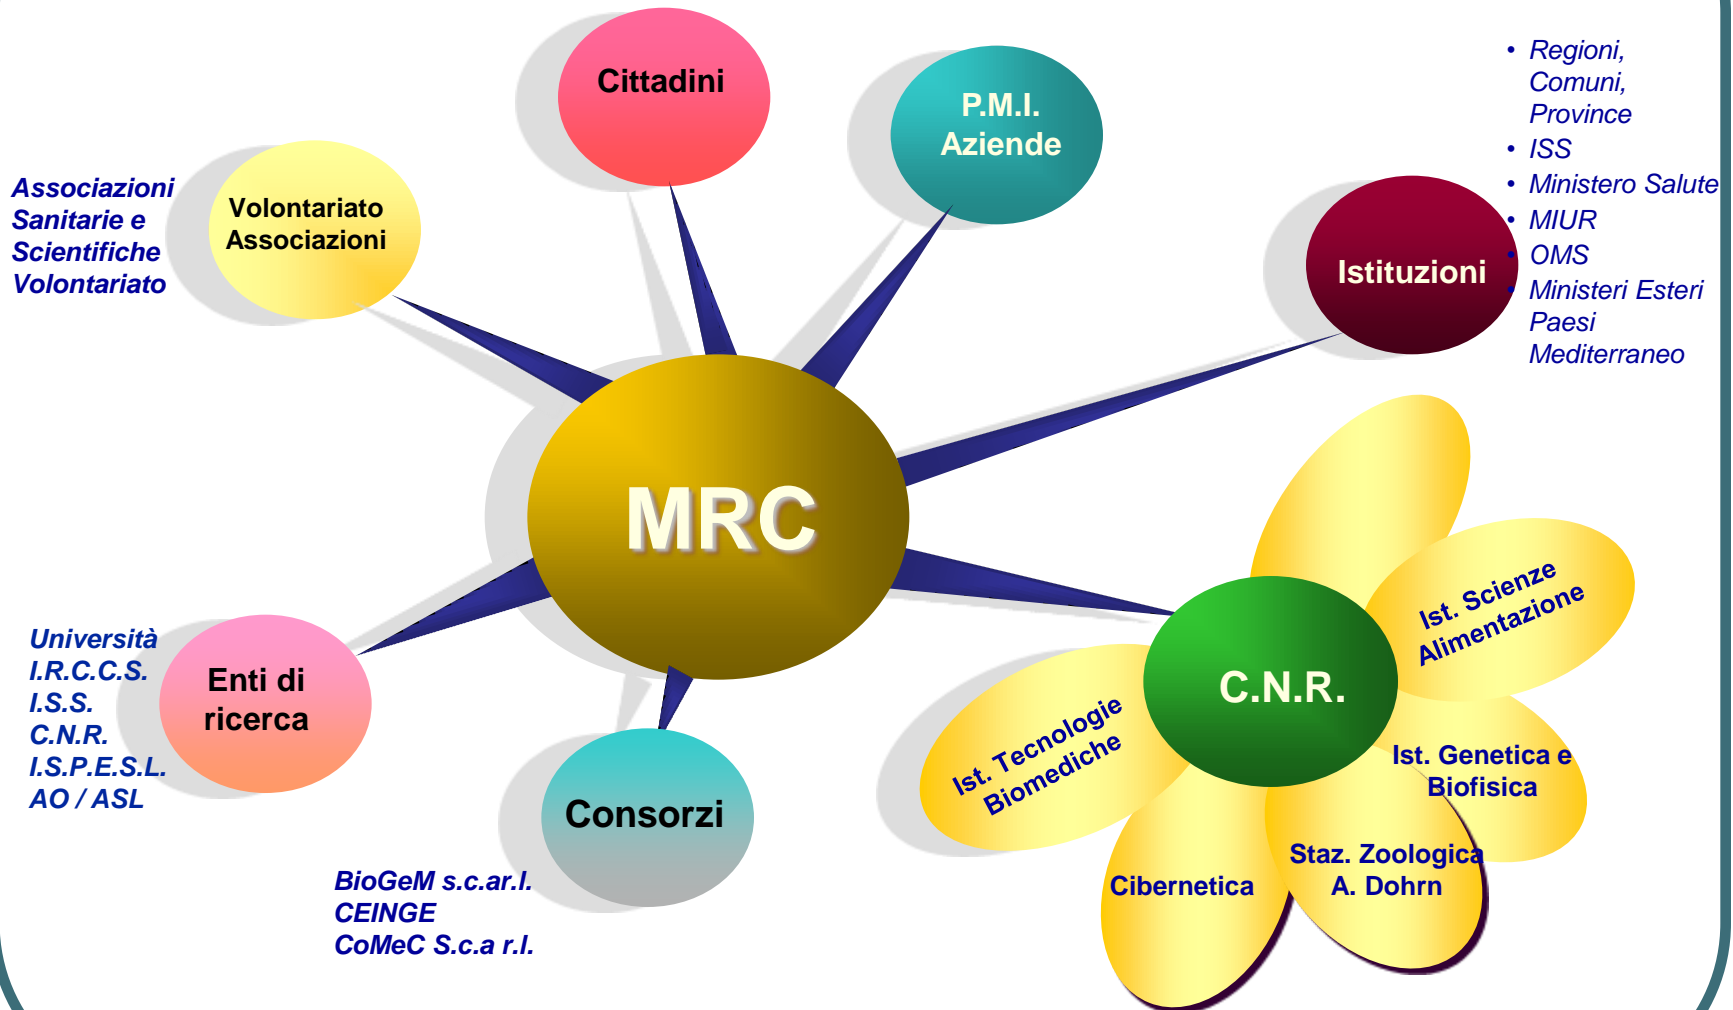 Cittadini
P.M.I.
Aziende
• Regioni,
Comuni,
Province
• ISS
• Ministero Salute
• MIUR
• OMS
• Ministeri Esteri
Paesi
Mediterraneo
Associazioni
Sanitarie e
Scientifiche
Volontariato
Volontariato
Associazioni
Istituzioni
MRC
Università
I.R.C.C.S.
I.S.S.
C.N.R.
I.S.P.E.S.L.
AO / ASL
Enti di
ricerca
Consorzi
BioGeM s.c.ar.l.
CEINGE
CoMeC S.c.a r.l.
C.N.R.
Ist. Scienze
Alimentazione
Ist. Tecnologie
Biomediche
Ist. Genetica e
Biofisica
Staz. Zoologica
A. Dohrn
Cibernetica